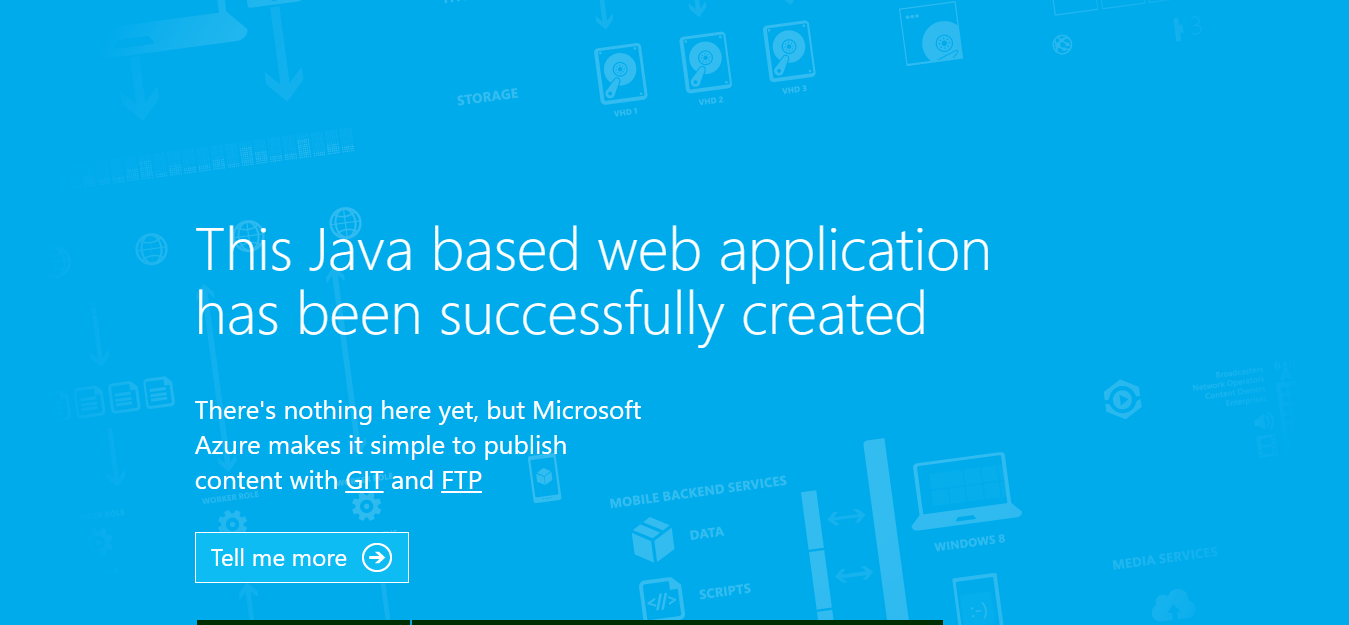 STORAGE
VHD 1
VHD 2
VHD 3
This Java based web application
has been successfully created
There's nothing here yet, but Microsoft
Azure makes it simple to publish
content with GIT and FTP
WORKER ROLE
MOBILE BACKEND SERVICES
DATA
SCRIPTS
WINDOWS 8
MEDIA SERVICES
Tell me more